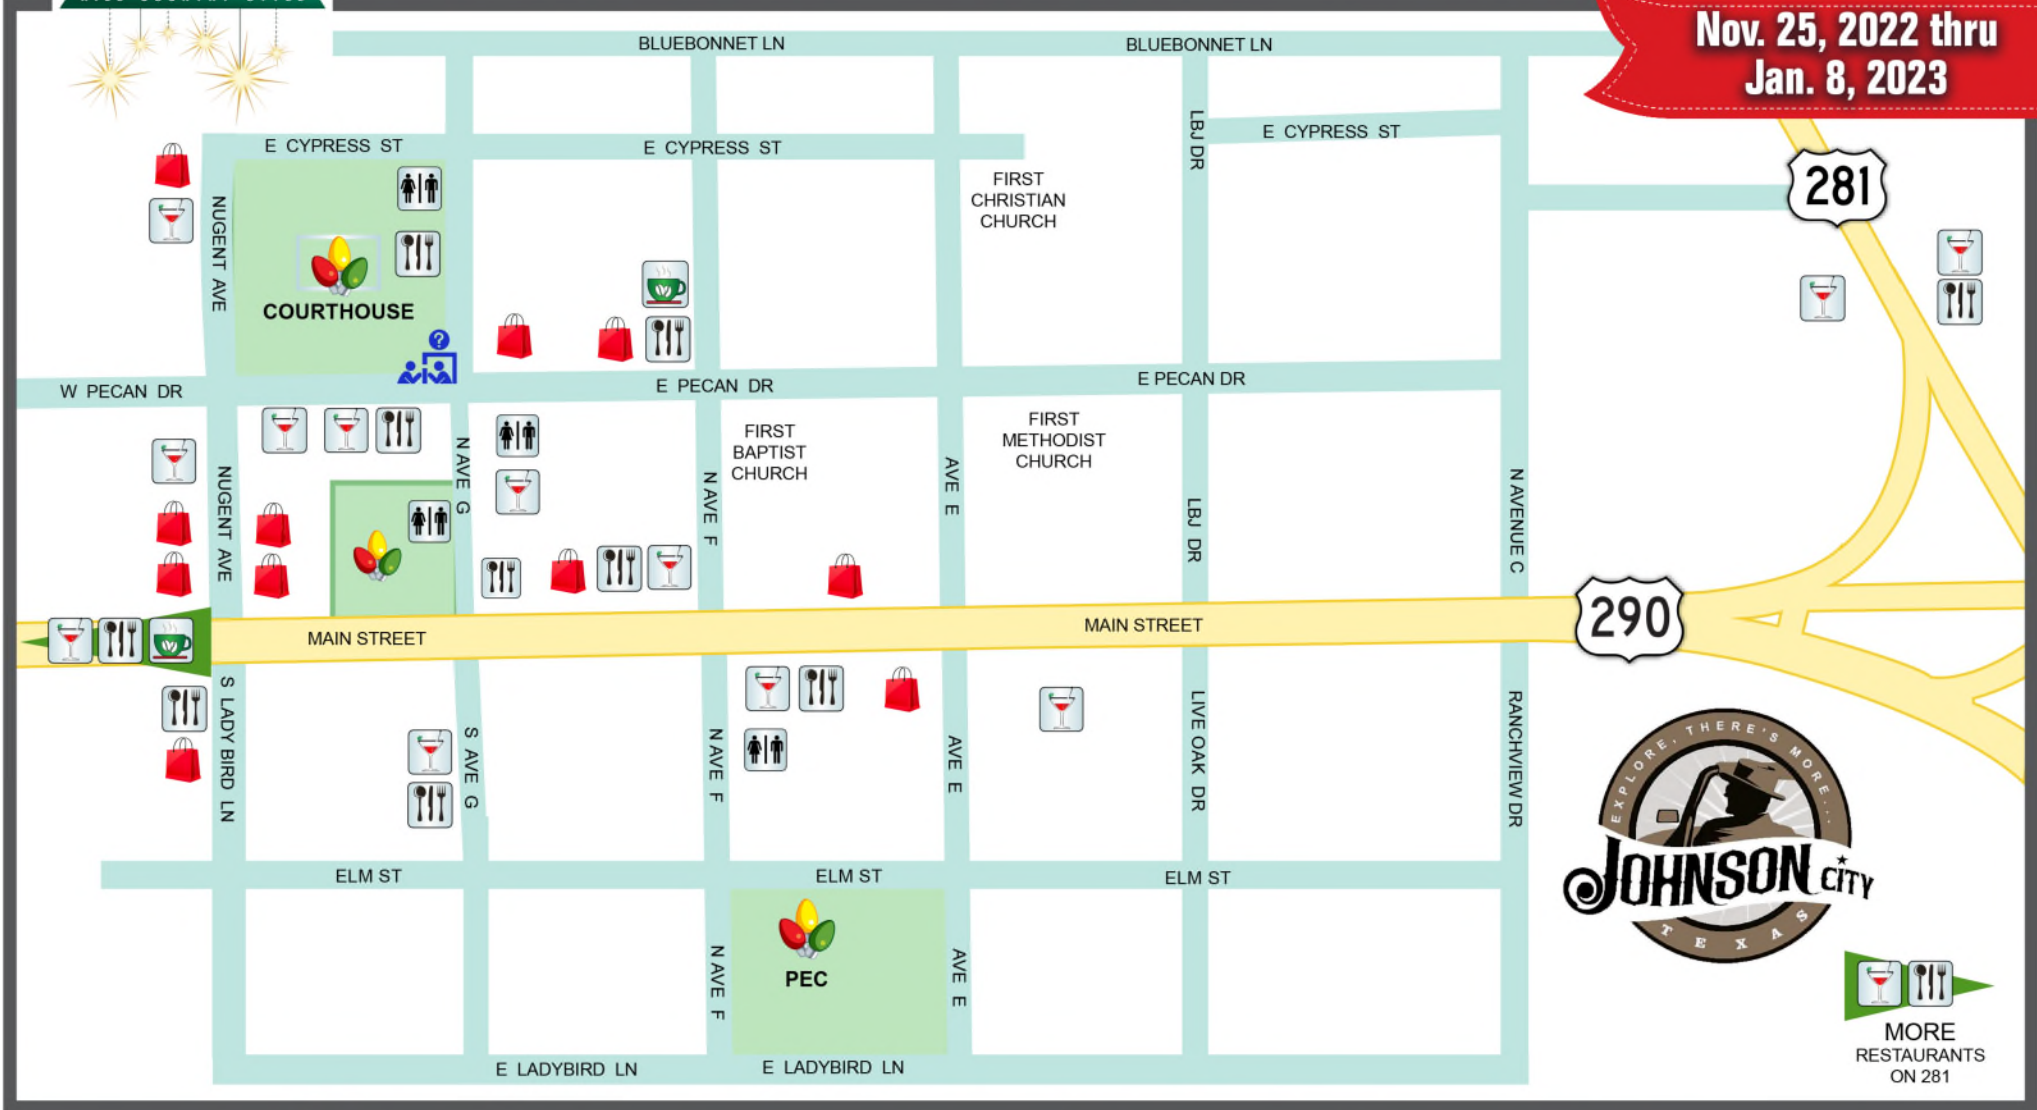 Nov. 25, 2022 thru
Jan. 8, 2023
BLUEBONNET LN
BLUEBONNET LN
E CYPRESS ST
E CYPRESS ST
E CYPRESS ST
LBJ DR
281
NUGENT AVE
FIRST
CHRISTIAN
CHURCH
COURTHOUSE
?
W PECAN DR
E PECAN DR
E PECAN DR
N AVE G
FIRST
BAPTIST
CHURCH
FIRST
METHODIST
CHURCH
NUGENT AVE
N AVE F
AVE E
LBJ DR
N AVENUE C
MAIN STREET
MAIN STREET
290
S LADY BIRD LN
S AVE G
N AVE F
AVE E
LIVE OAK DR
RANCHVIEW DR
EXPLORE, THERE'S MORE...
JOHNSON CITY
TEXAS
ELM ST
ELM ST
ELM ST
PEC
N AVE F
AVE E
E LADYBIRD LN
E LADYBIRD LN
MORE
RESTAURANTS
ON 281